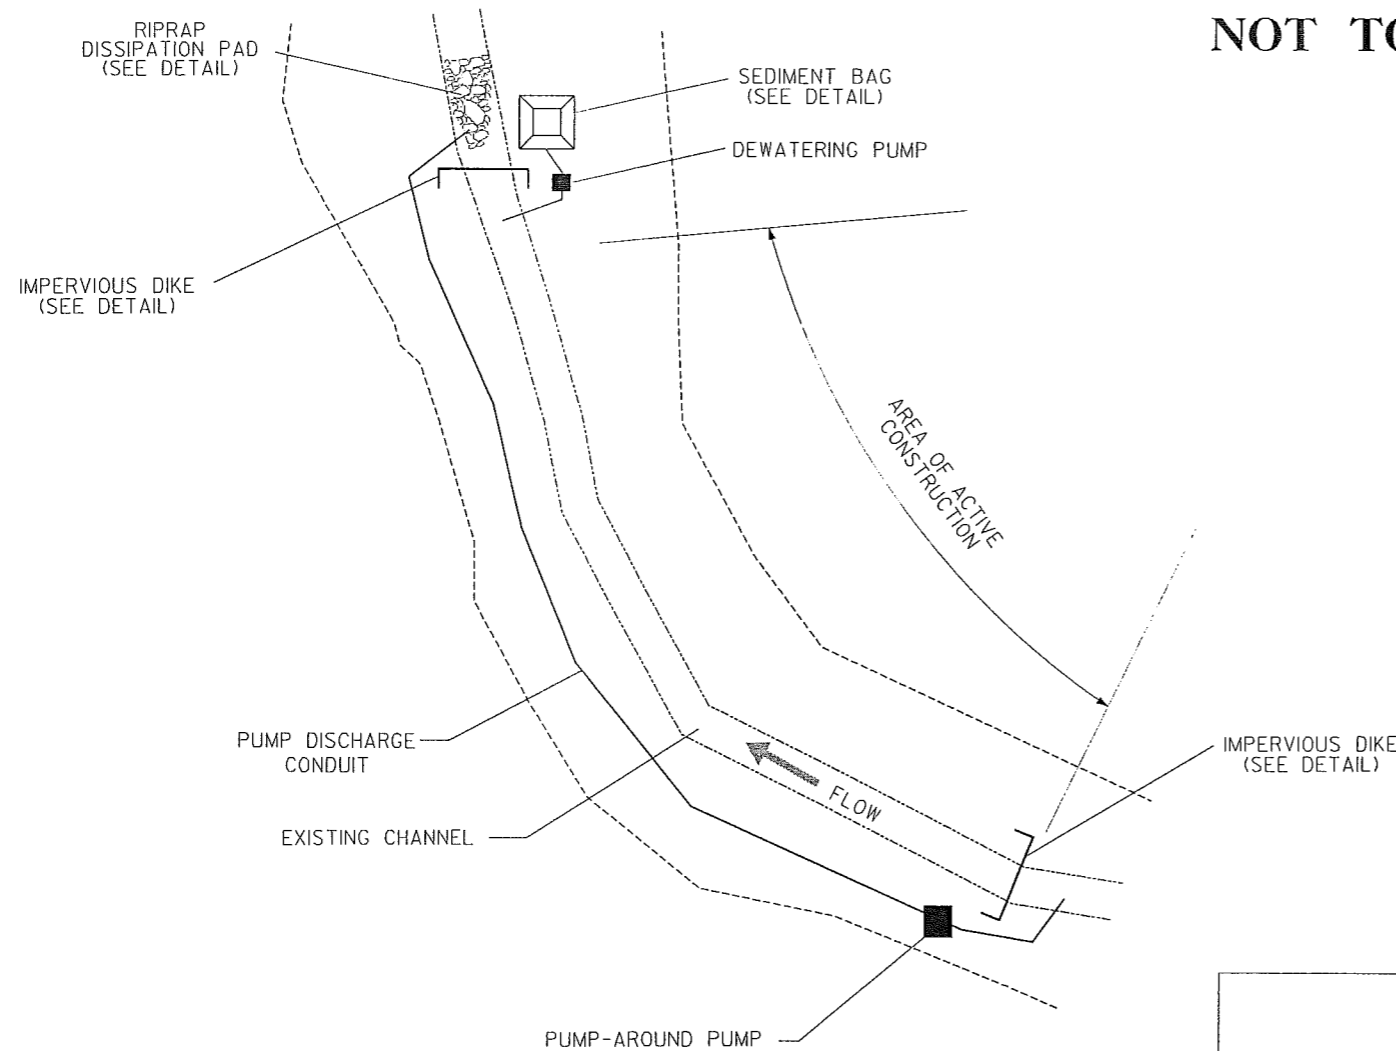 NOT TO
RIPRAP
DISSIPATION PAD
(SEE DETAIL)
SEDIMENT BAG
(SEE DETAIL)
DEWATERING PUMP
IMPERVIOUS DIKE
(SEE DETAIL)
AREA OF ACTIVE
CONSTRUCTION
PUMP DISCHARGE
CONDUIT
IMPERVIOUS DIKE
(SEE DETAIL)
FLOW
EXISTING CHANNEL
PUMP-AROUND PUMP